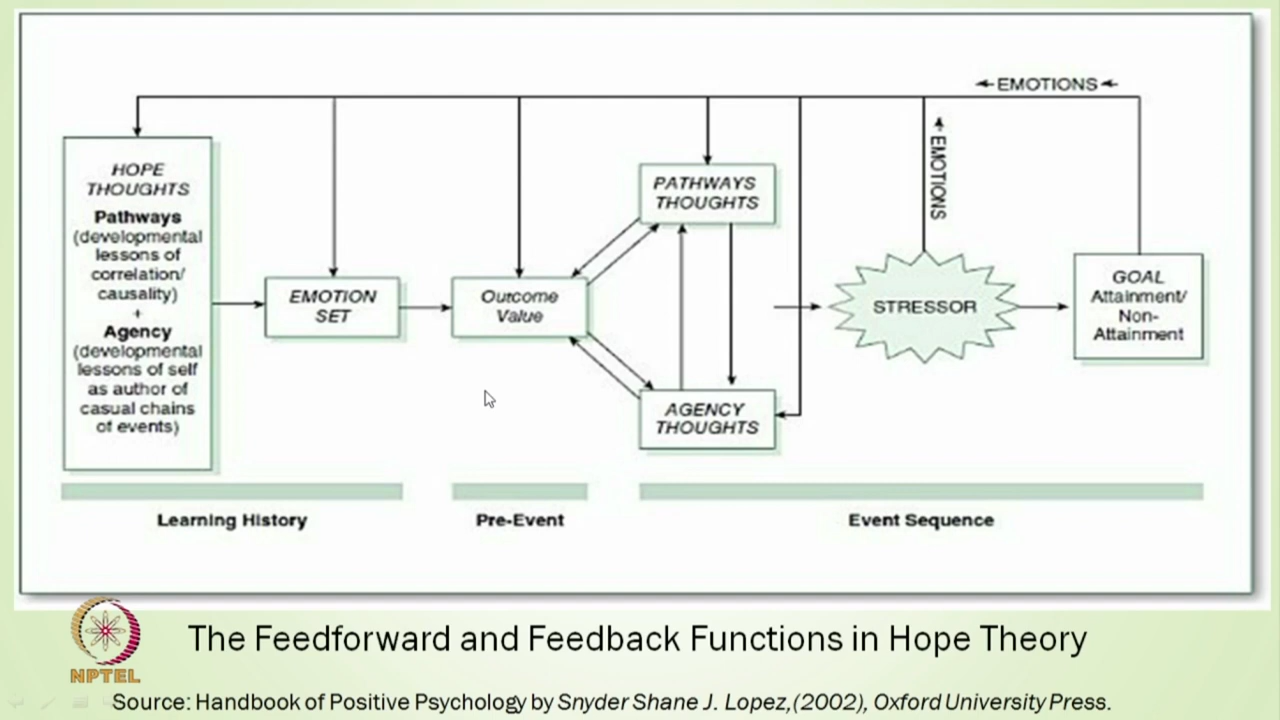 EMOTIONS
EMOTIONS
HOPE
THOUGHTS
Pathways
(developmental
lessons of
correlation/
causality)
+
Agency
(developmental
lessons of self
as author of
casual chains
of events)
EMOTION
SET
Outcome
Value
PATHWAYS
THOUGHTS
AGENCY
THOUGHTS
STRESSOR
GOAL
Attainment/
Non-
Attainment
Learning History
Pre-Event
Event Sequence
The Feedforward and Feedback Functions in Hope Theory
NPTEL
Source: Handbook of Positive Psychology by Snyder Shane J. Lopez,(2002), Oxford University Press.